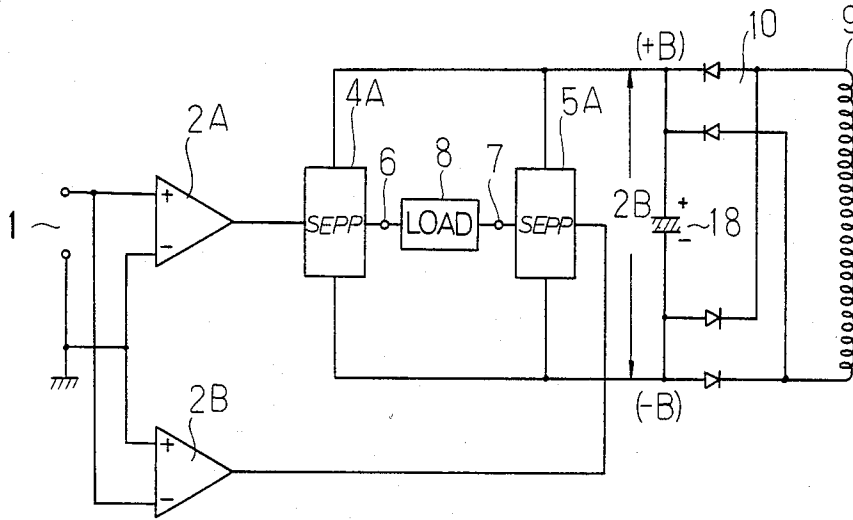 (+B)
10
9
4A
5A
2A
8
6
7
+
1
SEPP
LOAD
SEPP
2B
+
18
-
-
(-B)
2B
+
-